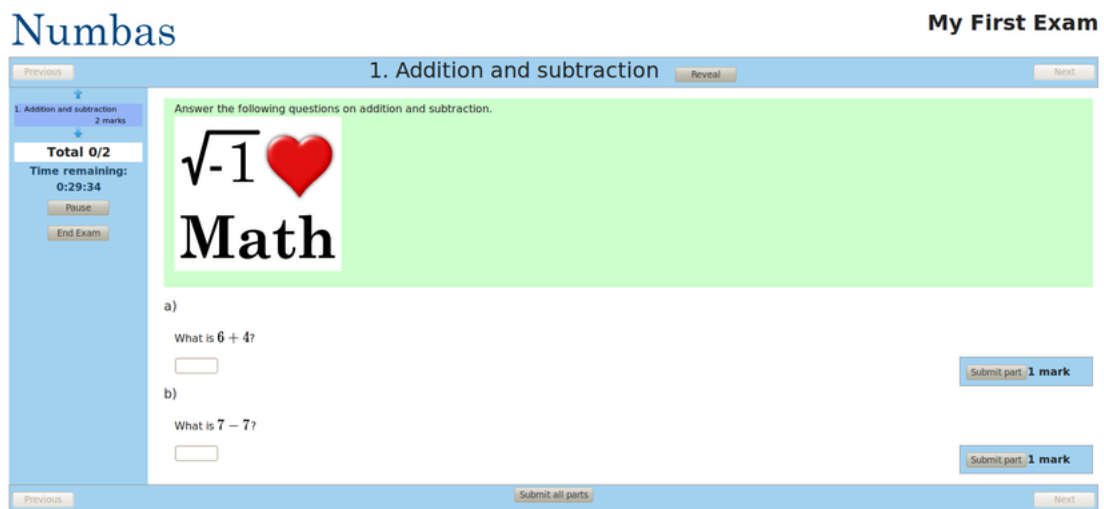 Numbas
My First Exam
Previous
1. Addition and subtraction
Reveal
Next
1. Addition and subtraction
2 marks
Total 0/2
Time remaining:
0:29:34
Pause
End Exam
Answer the following questions on addition and subtraction.
√-1
Math
a)
What is 6 + 4?
Submit part 1 mark
b)
What is 7 − 7?
Submit part 1 mark
Previous
Submit all parts
Next